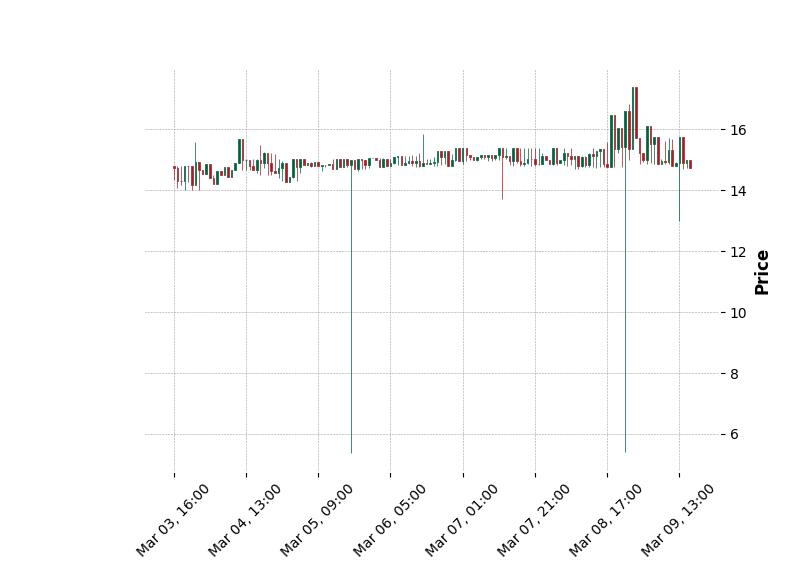 16
14
12
10
8
6
Price
Mar 03, 16:00
Mar 04, 13:00
Mar 05, 09:00
Mar 06, 05:00
Mar 07, 01:00
Mar 07, 21:00
Mar 08, 17:00
Mar 09, 13:00